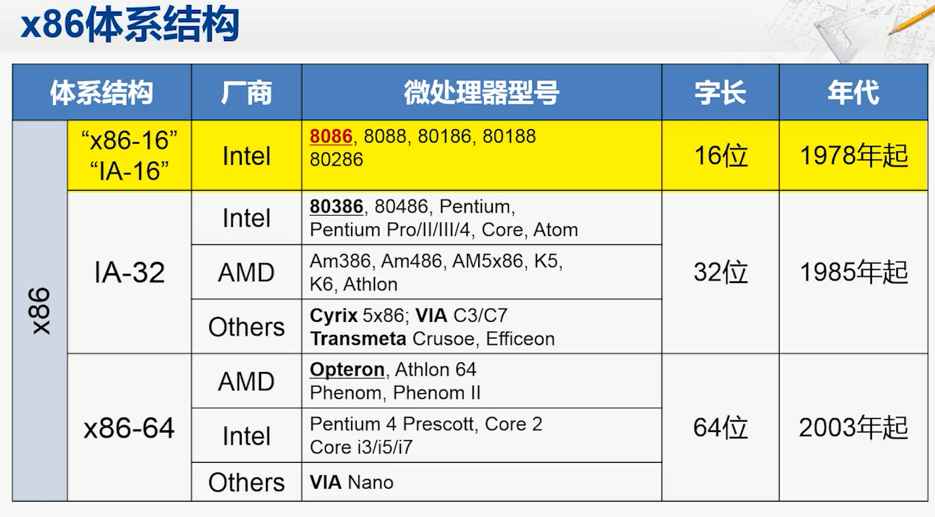 x86体系结构
体系结构 厂商 微处理器型号 字长 年代
x86
“x86-16”
“IA-16”
Intel
8086, 8088, 80186, 80188
80286
16位
1978年起
IA-32
Intel
80386, 80486, Pentium,
Pentium Pro/II/III/4, Core, Atom
AMD
Am386, Am486, AM5x86, K5,
K6, Athlon
Others
Cyrix 5x86; VIA C3/C7
Transmeta Crusoe, Efficeon
32位
1985年起
x86-64
AMD
Opteron, Athlon 64
Phenom, Phenom II
Intel
Pentium 4 Prescott, Core 2
Core i3/i5/i7
Others
VIA Nano
64位
2003年起